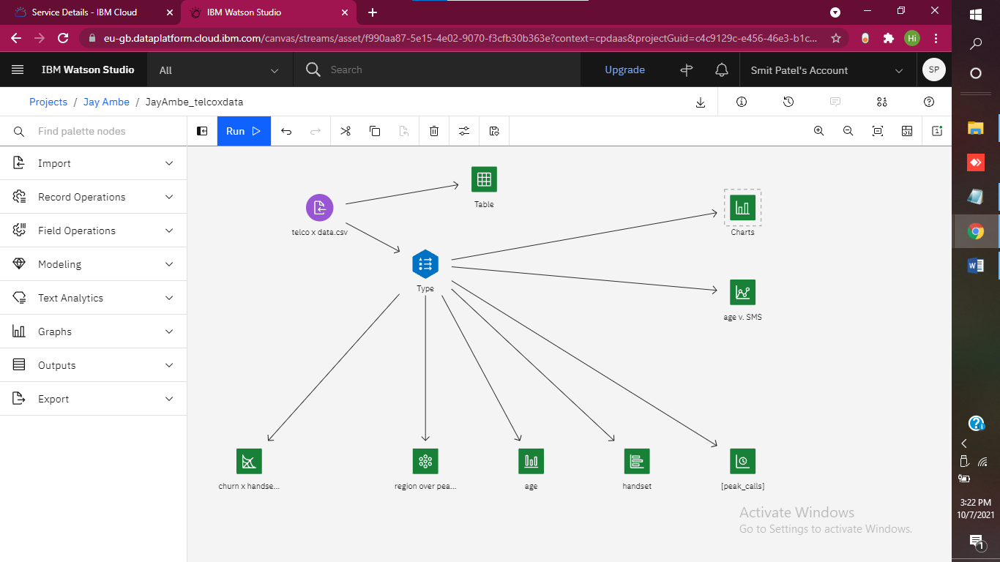 Service Details - IBM Cloud
IBM Watson Studio
eu-gb.dataplatform.cloud.ibm.com/canvas/streams/asset/f990aa87-5e15-4e02-9070-f3cfb30b363e?context=cpdaas&projectGuid=c4c9129c-e456-46e3-b1c...
Hi
IBM Watson Studio
All
Search
Upgrade
Smit Patel's Account
SP
Projects / Jay Ambe / JayAmbe_telcoxdata
Find palette nodes
Run
Import
Record Operations
Field Operations
Modeling
Text Analytics
Graphs
Outputs
Export
Table
telco x data.csv
Charts
Type
age v. SMS
churn x handse...
region over pea...
age
handset
[peak_calls]
Activate Windows
Go to Settings to activate Windows.
3:22 PM
10/7/2021
1